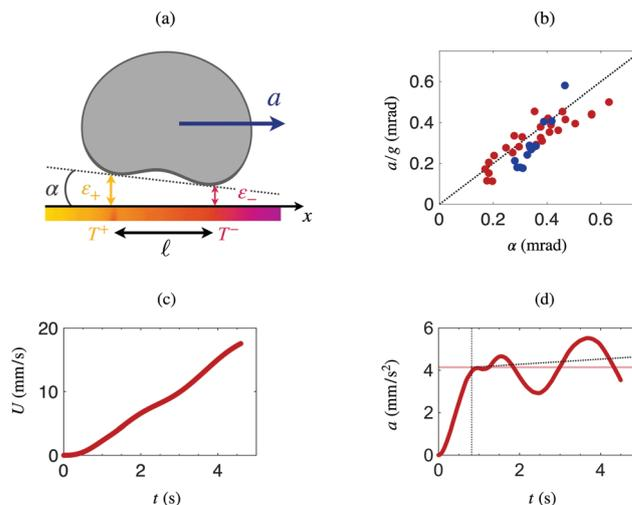 (a)
a
α
ε₊
ε₋
x
T⁺
ℓ
T⁻
(b)
a/g (mrad)
0.6
0.4
0.2
0
0 0.2 0.4 0.6
α (mrad)
(c)
U (mm/s)
20
10
0
0 2 4
t (s)
(d)
a (mm/s²)
6
4
2
0
0 2 4
t (s)